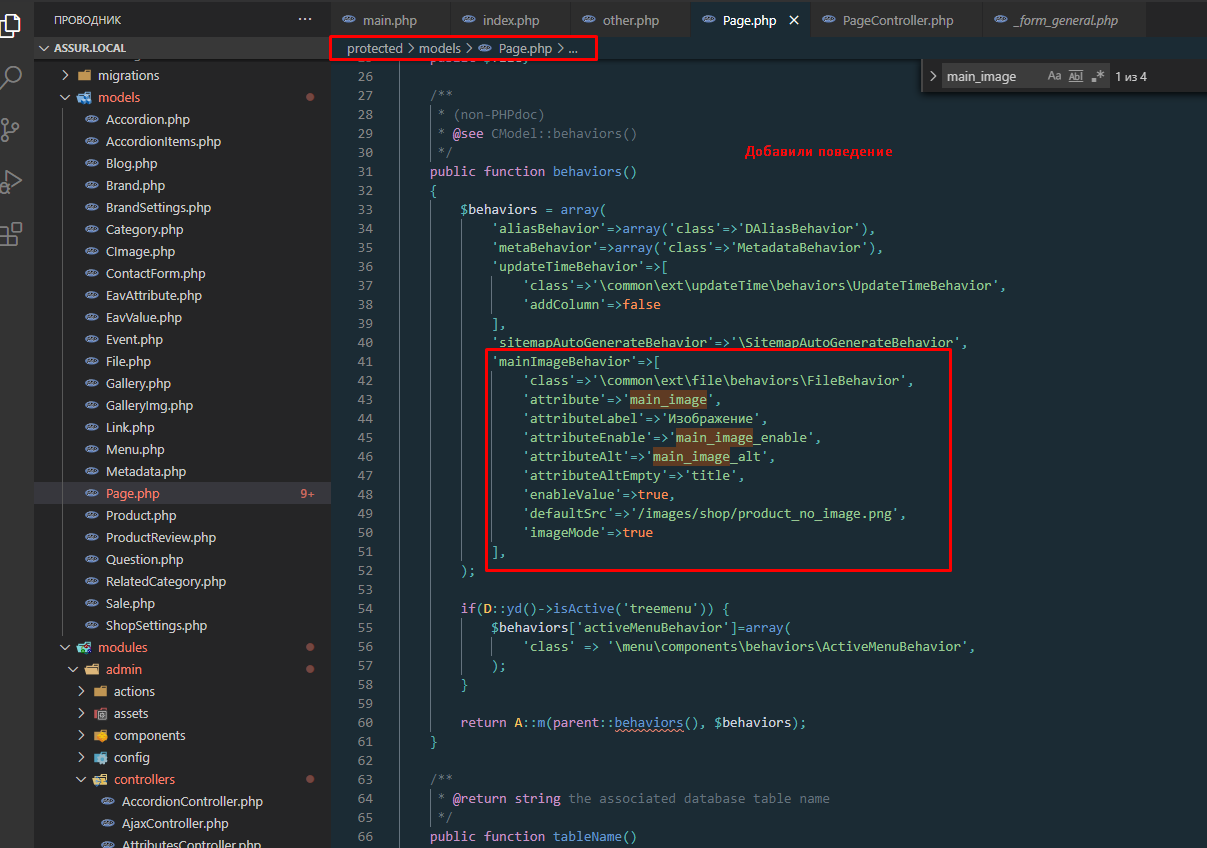 ПРОВОДНИК
main.php
index.php
other.php
Page.php
PageController.php
_form_general.php
ASSUR.LOCAL
protected > models > Page.php > ...
main_image
Aa Abl .*
1 из 4
migrations
models
Accordion.php
AccordionItems.php
Blog.php
Brand.php
BrandSettings.php
Category.php
CImage.php
ContactForm.php
EavAttribute.php
EavValue.php
Event.php
File.php
Gallery.php
GalleryImg.php
Link.php
Menu.php
Metadata.php
Page.php 9+
Product.php
ProductReview.php
Question.php
RelatedCategory.php
Sale.php
ShopSettings.php
modules
admin
actions
assets
components
config
controllers
AccordionController.php
AjaxController.php
AttributesController.php
26
27 /**
28 * (non-PHPdoc)
29 * @see CModel::behaviors()
30 */
Добавили поведение
31 public function behaviors()
32 {
33 $behaviors = array(
34 'aliasBehavior'=>array('class'=>'DAliasBehavior'),
35 'metaBehavior'=>array('class'=>'MetadataBehavior'),
36 'updateTimeBehavior'=>[
37 'class'=>'\common\ext\updateTime\behaviors\UpdateTimeBehavior',
38 'addColumn'=>false
39 ],
40 'sitemapAutoGenerateBehavior'=>'\SitemapAutoGenerateBehavior',
41 'mainImageBehavior'=>[
42 'class'=>'\common\ext\file\behaviors\FileBehavior',
43 'attribute'=>'main_image',
44 'attributeLabel'=>'Изображение',
45 'attributeEnable'=>'main_image_enable',
46 'attributeAlt'=>'main_image_alt',
47 'attributeAltEmpty'=>'title',
48 'enableValue'=>true,
49 'defaultSrc'=>'/images/shop/product_no_image.png',
50 'imageMode'=>true
51 ],
52 );
53
54 if(D::yd()->isActive('treemenu')) {
55 $behaviors['activeMenuBehavior']=array(
56 'class' => '\menu\components\behaviors\ActiveMenuBehavior',
57 );
58 }
59
60 return A::m(parent::behaviors(), $behaviors);
61 }
62
63 /**
64 * @return string the associated database table name
65 */
66 public function tableName()